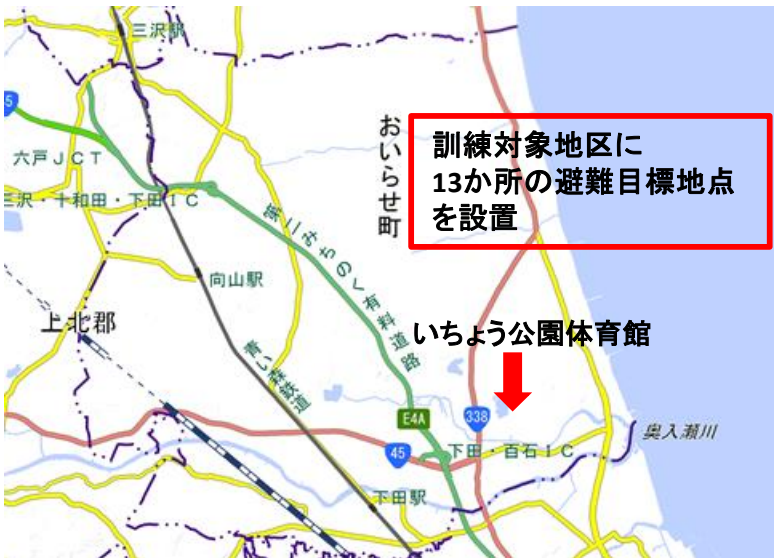 三沢駅
5
六戸JCT
三沢・十和田・下田IC
おいらせ町
訓練対象地区に
13か所の避難目標地点
を設置
第二みちのく有料道路
向山駅
上北郡
青い森鉄道
いちょう公園体育館
E4A
338
45
下田・百石IC
奥入瀬川
下田駅